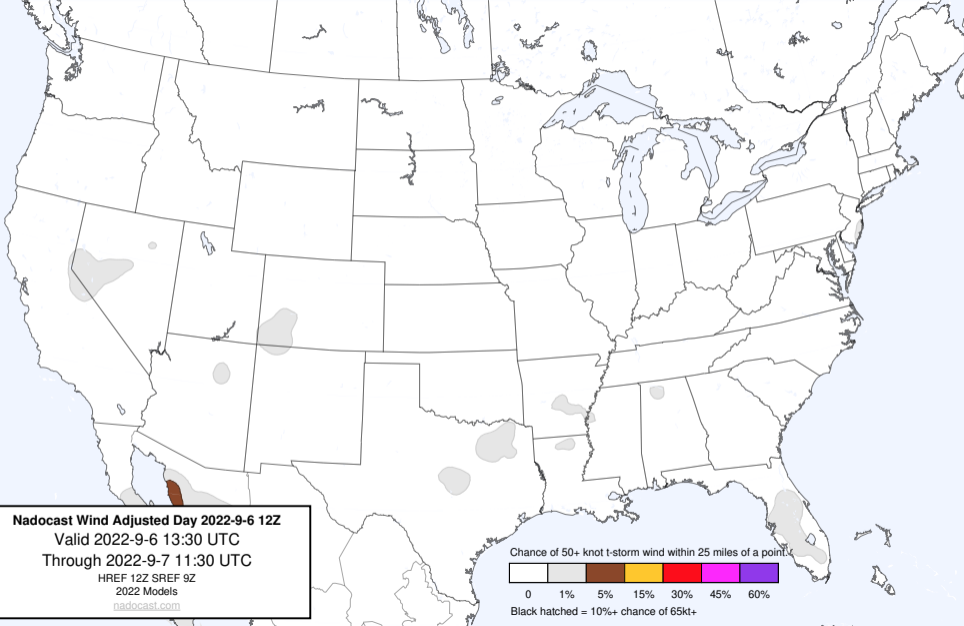 Nadocast Wind Adjusted Day 2022-9-6 12Z
Valid 2022-9-6 13:30 UTC
Through 2022-9-7 11:30 UTC
HREF 12Z SREF 9Z
2022 Models
nadocast.com
Chance of 50+ knot t-storm wind within 25 miles of a point.
0 1% 5% 15% 30% 45% 60%
Black hatched = 10%+ chance of 65kt+